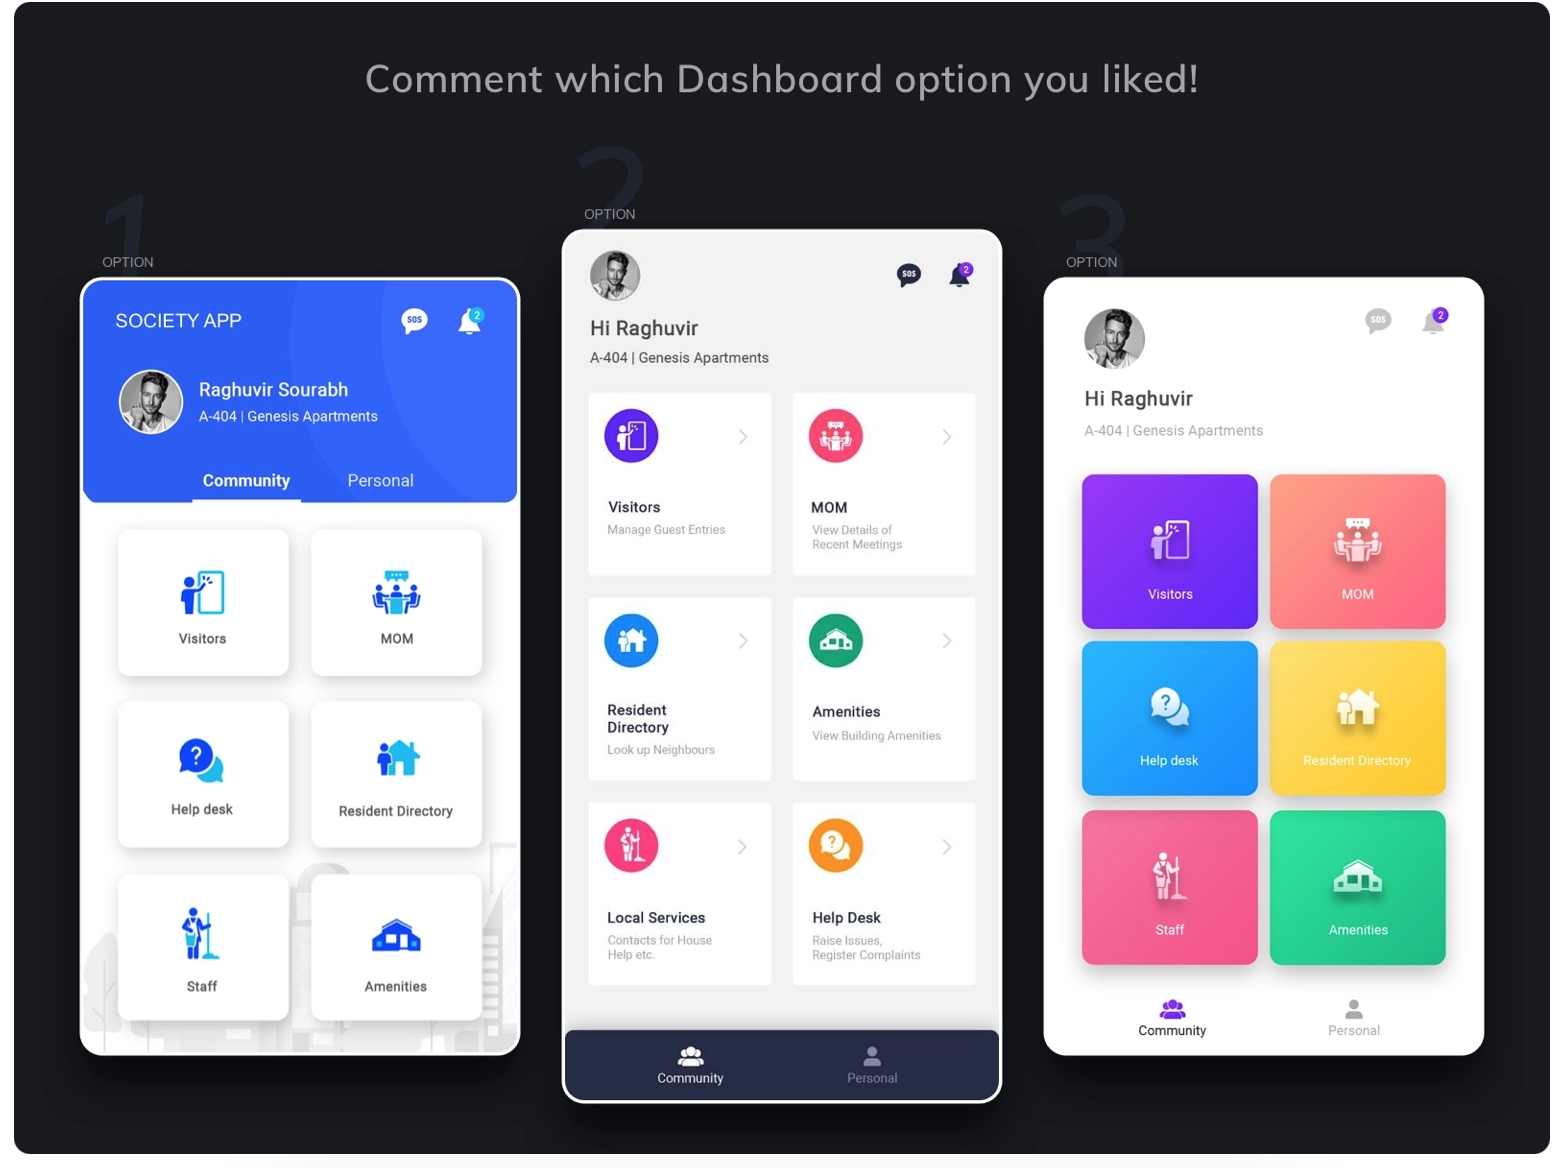 Comment which Dashboard option you liked!
1
OPTION
SOCIETY APP
SOS
2
Raghuvir Sourabh
A-404 | Genesis Apartments
Community
Personal
Visitors
MOM
?
Help desk
Resident Directory
Staff
Amenities
2
OPTION
SOS
2
Hi Raghuvir
A-404 | Genesis Apartments
Visitors
Manage Guest Entries
MOM
View Details of
Recent Meetings
Resident
Directory
Look up Neighbours
Amenities
View Building Amenities
Local Services
Contacts for House
Help etc.
?
Help Desk
Raise Issues,
Register Complaints
Community
Personal
3
OPTION
SOS
2
Hi Raghuvir
A-404 | Genesis Apartments
Visitors
MOM
?
Help desk
Resident Directory
Staff
Amenities
Community
Personal